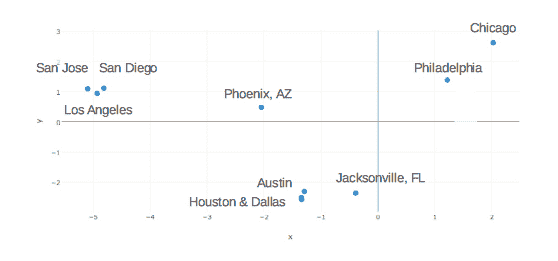 Chicago
3
San Jose
San Diego
Philadelphia
2
Phoenix, AZ
1
Los Angeles
y
0
−1
Austin
Jacksonville, FL
−2
Houston & Dallas
−5
−4
−3
−2
−1
0
1
2
x